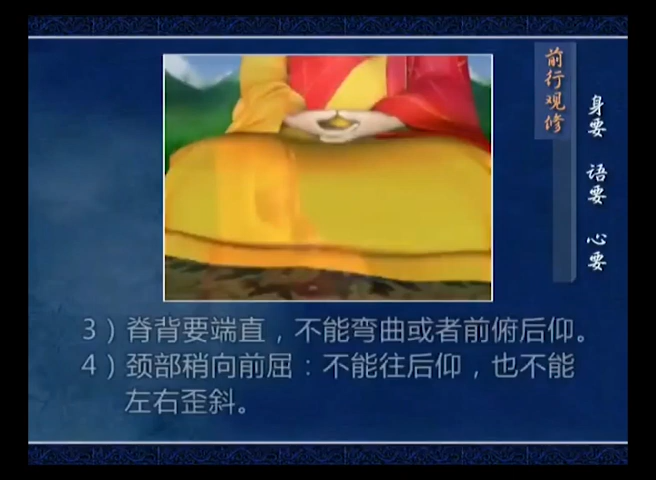 前行观修
身要 语要 心要
3）脊背要端直，不能弯曲或者前俯后仰。
4）颈部稍向前屈：不能往后仰，也不能
左右歪斜。